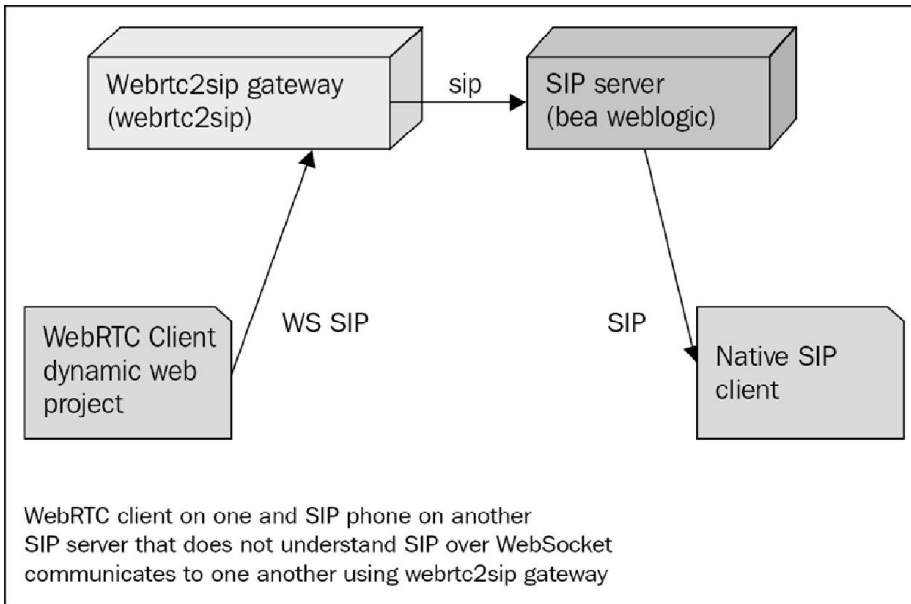 Webrtc2sip gateway
(webrtc2sip)
sip
SIP server
(bea weblogic)
WS SIP
SIP
WebRTC Client
dynamic web
project
Native SIP
client
WebRTC client on one and SIP phone on another
SIP server that does not understand SIP over WebSocket
communicates to one another using webrtc2sip gateway